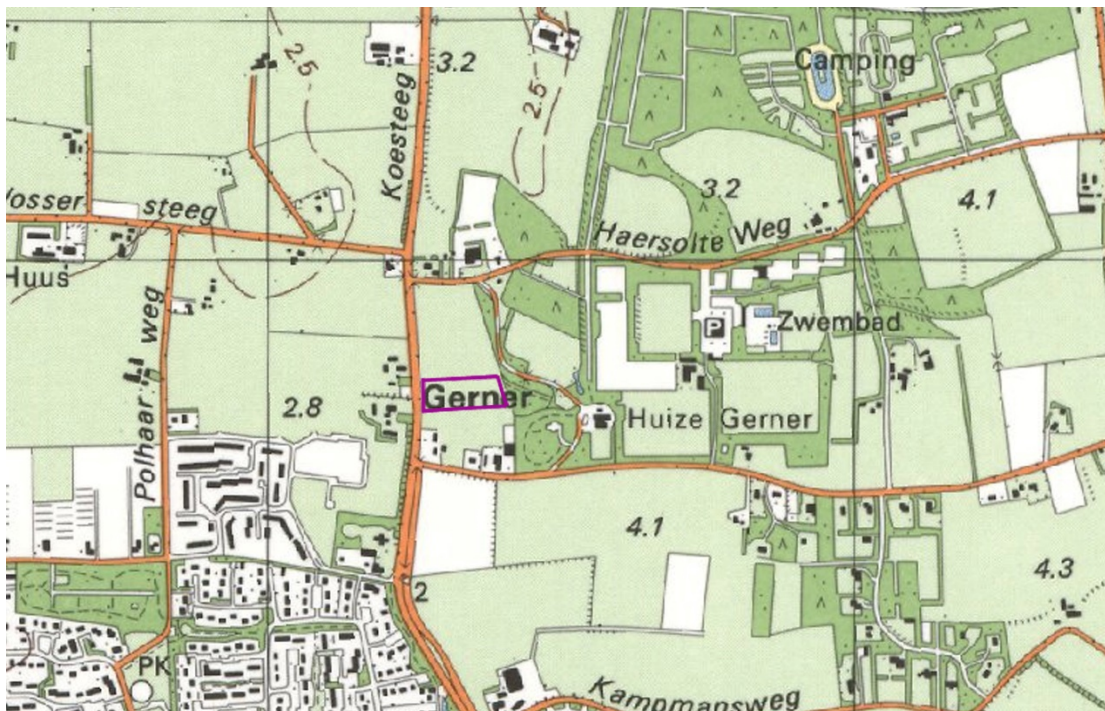 2.5
3.2
Camping
Koesteeg
2.5
3.2
4.1
steeg
Haersolte Weg
Huus
P
Zwembad
Polhaar weg
Gerner
2.8
Huize Gerner
4.1
4.3
2
PK
Kampmansweg